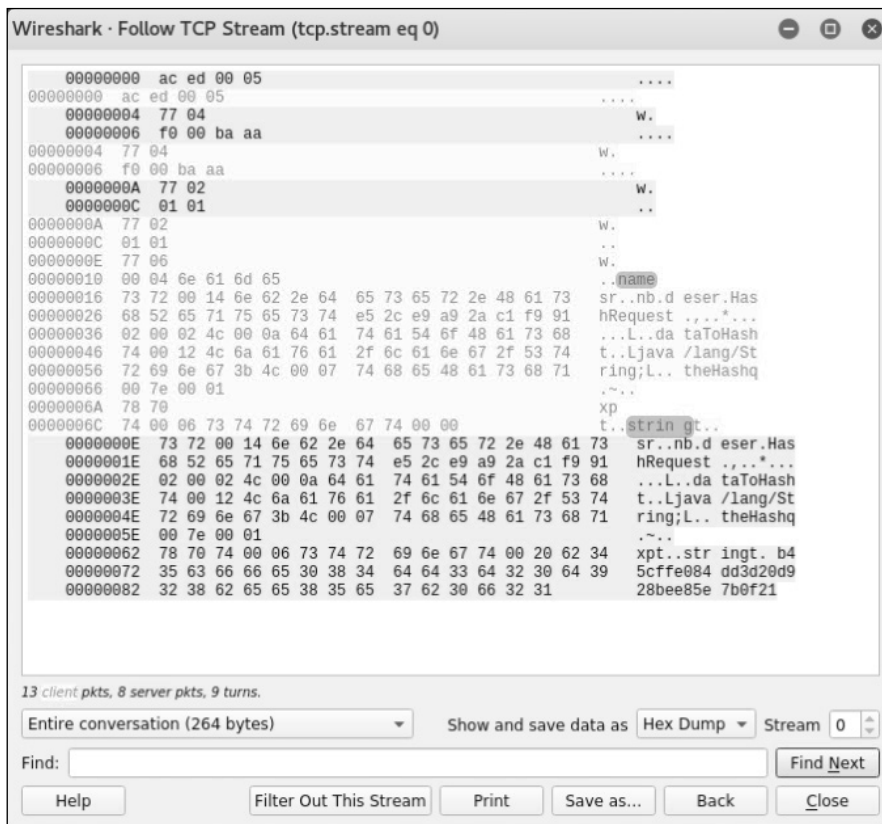 Wireshark · Follow TCP Stream (tcp.stream eq 0)
00000000 ac ed 00 05 ....
00000000 ac ed 00 05 ....
00000004 77 04 w.
00000006 f0 00 ba aa ....
00000004 77 04 w.
00000006 f0 00 ba aa ....
0000000A 77 02 w.
0000000C 01 01 ..
0000000A 77 02 w.
0000000C 01 01 ..
0000000E 77 06 w.
00000010 00 04 6e 61 6d 65 ..name
00000016 73 72 00 14 6e 62 2e 64 65 73 65 72 2e 48 61 73 sr..nb.d eser.Has
00000026 68 52 65 71 75 65 73 74 e5 2c e9 a9 2a c1 f9 91 hRequest .,..*...
00000036 02 00 02 4c 00 0a 64 61 74 61 54 6f 48 61 73 68 ...L..da taToHash
00000046 74 00 12 4c 6a 61 76 61 2f 6c 61 6e 67 2f 53 74 t..Ljava /lang/St
00000056 72 69 6e 67 3b 4c 00 07 74 68 65 48 61 73 68 71 ring;L.. theHashq
00000066 00 7e 00 01 .~..
0000006A 78 70 xp
0000006C 74 00 06 73 74 72 69 6e 67 74 00 00 t..strin gt..
0000000E 73 72 00 14 6e 62 2e 64 65 73 65 72 2e 48 61 73 sr..nb.d eser.Has
0000001E 68 52 65 71 75 65 73 74 e5 2c e9 a9 2a c1 f9 91 hRequest .,..*...
0000002E 02 00 02 4c 00 0a 64 61 74 61 54 6f 48 61 73 68 ...L..da taToHash
0000003E 74 00 12 4c 6a 61 76 61 2f 6c 61 6e 67 2f 53 74 t..Ljava /lang/St
0000004E 72 69 6e 67 3b 4c 00 07 74 68 65 48 61 73 68 71 ring;L.. theHashq
0000005E 00 7e 00 01 .~..
00000062 78 70 74 00 06 73 74 72 69 6e 67 74 00 20 62 34 xpt..str ingt. b4
00000072 35 63 66 66 65 30 38 34 64 64 33 64 32 30 64 39 5cffe084 dd3d20d9
00000082 32 38 62 65 65 38 35 65 37 62 30 66 32 31 28bee85e 7b0f21
13 client pkts, 8 server pkts, 9 turns.
Entire conversation (264 bytes) Show and save data as Hex Dump Stream 0
Find: Find Next
Help Filter Out This Stream Print Save as... Back Close